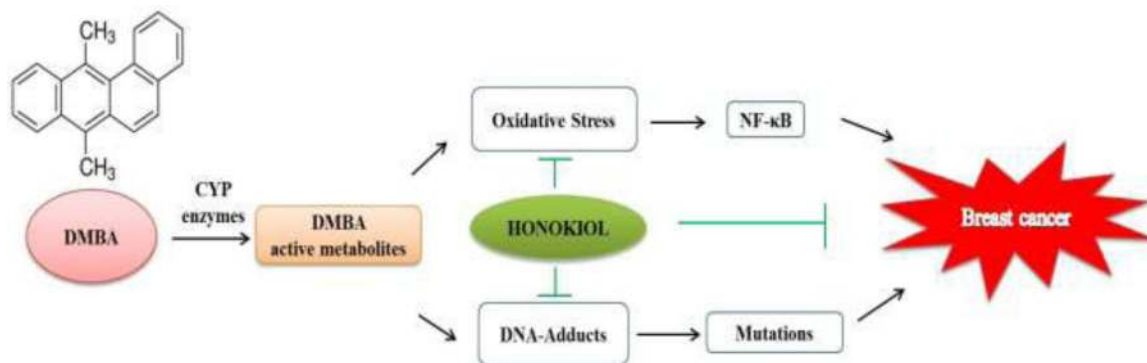 CH₃
CH₃
DMBA
CYP
enzymes
DMBA
active metabolites
Oxidative Stress
NF-κB
HONOKIOL
DNA-Adducts
Mutations
Breast cancer